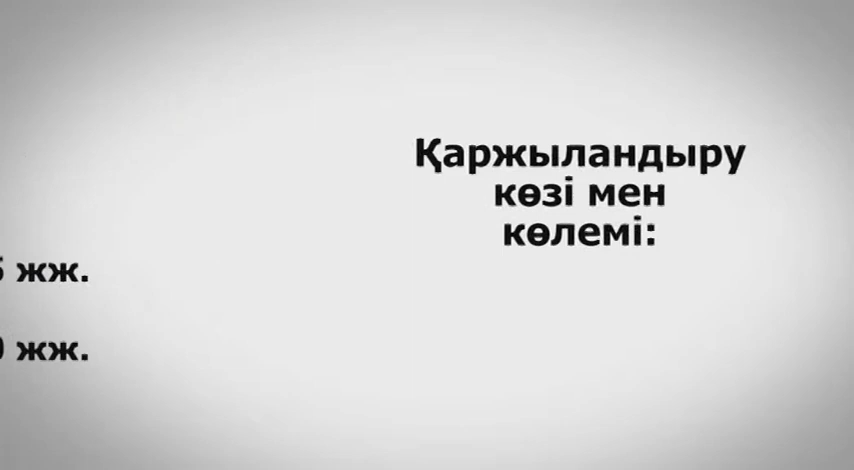 Қаржыландыру
көзі мен
көлемі:
жж.
жж.